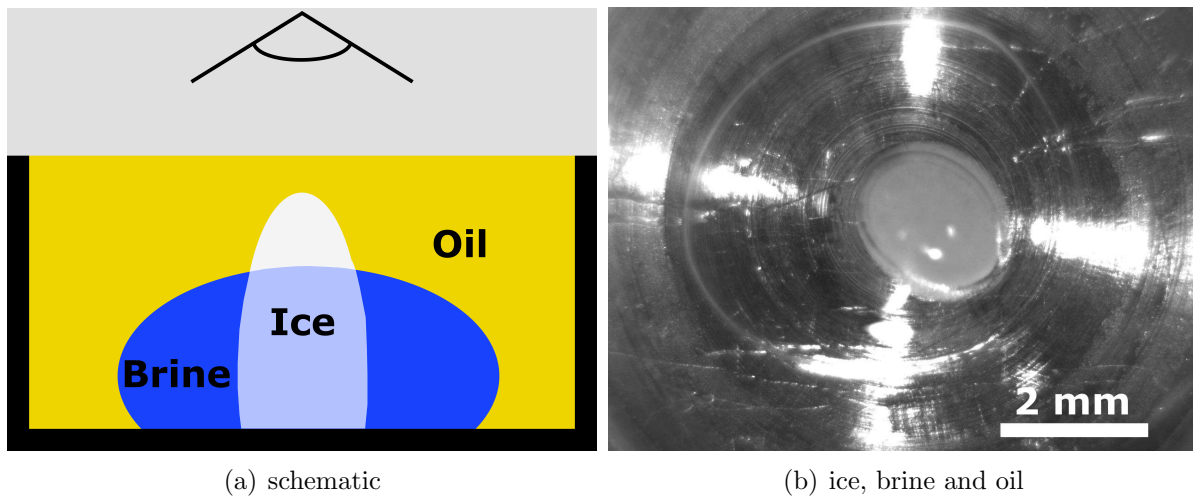 Oil
Ice
Brine
2 mm
(a) schematic
(b) ice, brine and oil